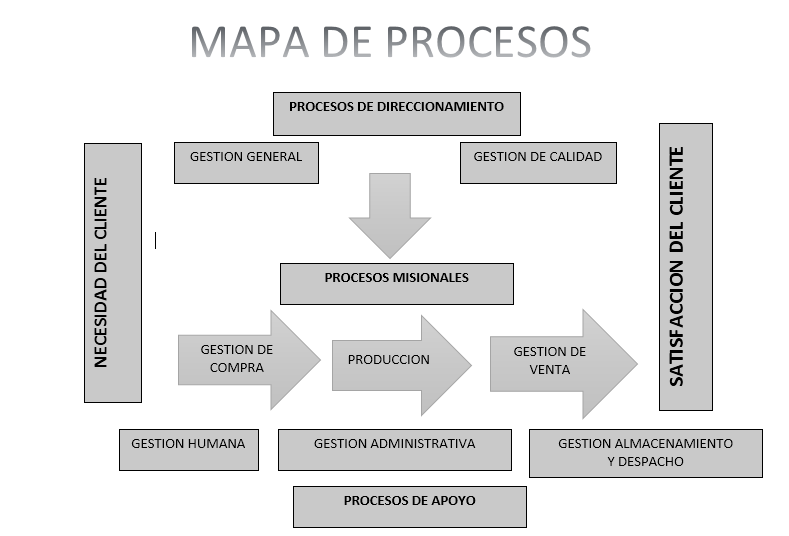 MAPA DE PROCESOS
PROCESOS DE DIRECCIONAMIENTO
GESTION GENERAL
GESTION DE CALIDAD
NECESIDAD DEL CLIENTE
SATISFACCION DEL CLIENTE
PROCESOS MISIONALES
GESTION DE
COMPRA
PRODUCCION
GESTION DE
VENTA
GESTION HUMANA
GESTION ADMINISTRATIVA
GESTION ALMACENAMIENTO
Y DESPACHO
PROCESOS DE APOYO